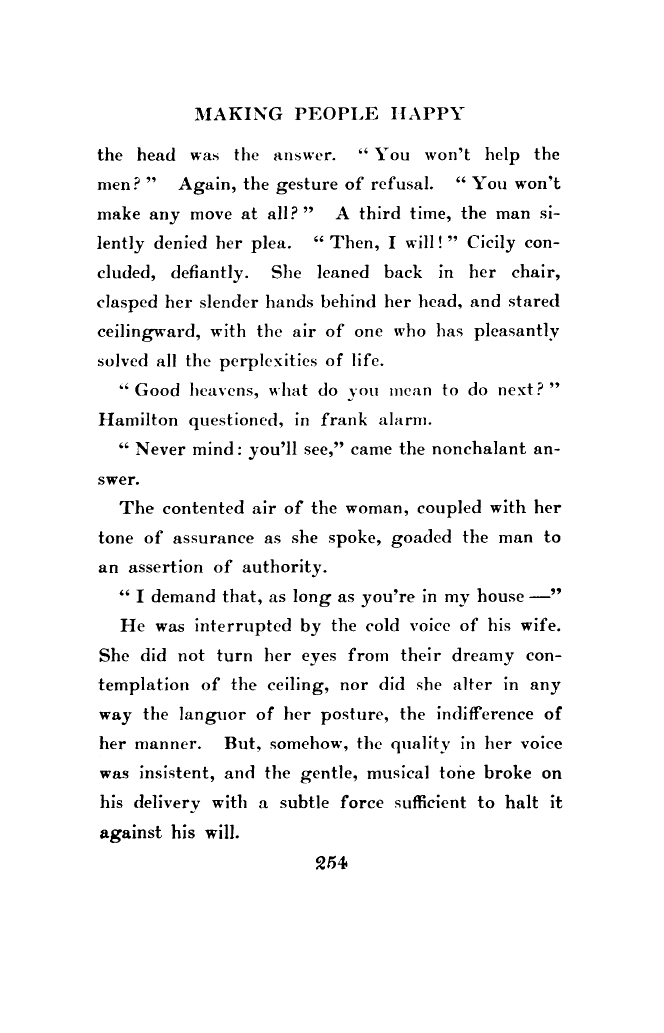 MAKING PEOPLE HAPPY
the head was the answer. “ You won’t help the
men? ” Again, the gesture of refusal. “ You won’t
make any move at all? ” A third time, the man si-
lently denied her plea. “ Then, I will! ” Cicily con-
cluded, defiantly. She leaned back in her chair,
clasped her slender hands behind her head, and stared
ceilingward, with the air of one who has pleasantly
solved all the perplexities of life.
“ Good heavens, what do you mean to do next? ”
Hamilton questioned, in frank alarm.
“ Never mind: you’ll see,” came the nonchalant an-
swer.
The contented air of the woman, coupled with her
tone of assurance as she spoke, goaded the man to
an assertion of authority.
“ I demand that, as long as you’re in my house —”
He was interrupted by the cold voice of his wife.
She did not turn her eyes from their dreamy con-
templation of the ceiling, nor did she alter in any
way the languor of her posture, the indifference of
her manner. But, somehow, the quality in her voice
was insistent, and the gentle, musical tone broke on
his delivery with a subtle force sufficient to halt it
against his will.
254